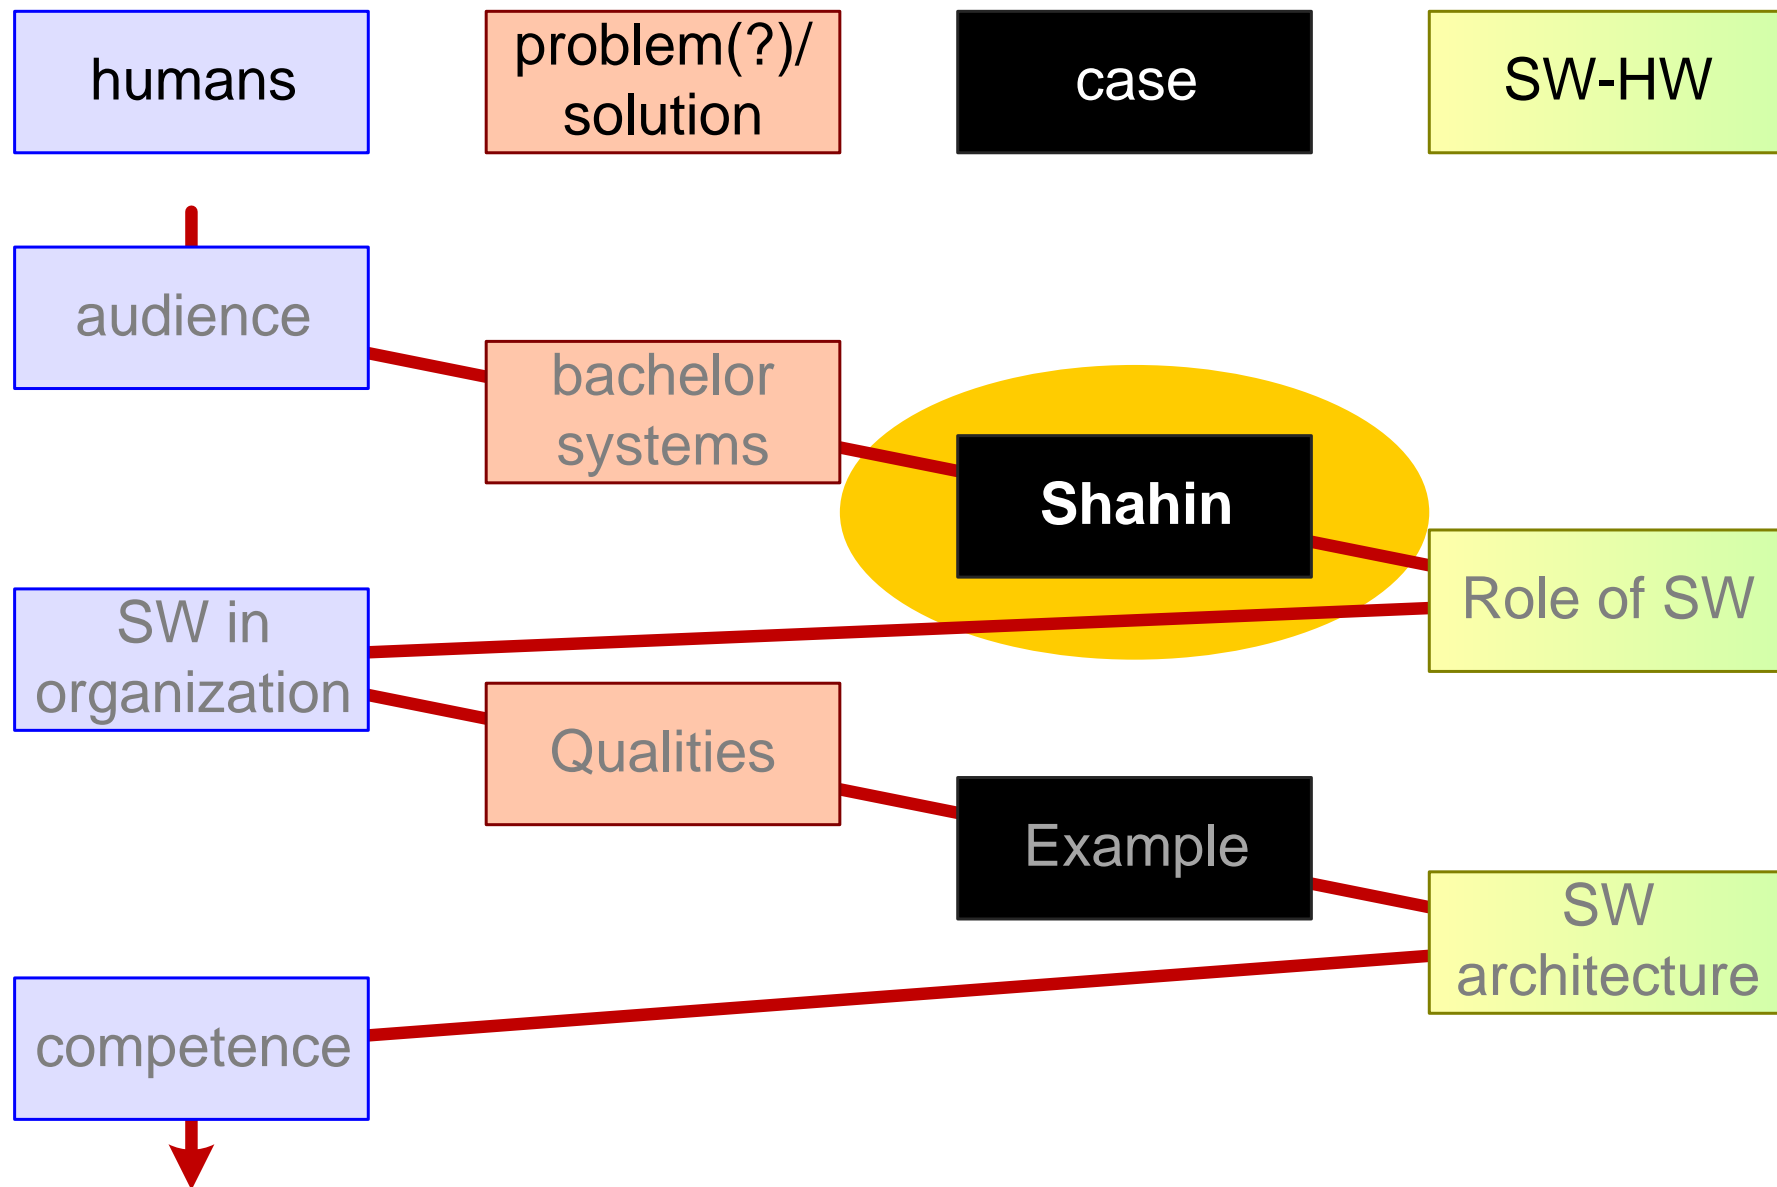 humans
problem(?)/
solution
case
SW-HW
audience
bachelor
systems
Shahin
Role of SW
SW in
organization
Qualities
Example
SW
architecture
competence